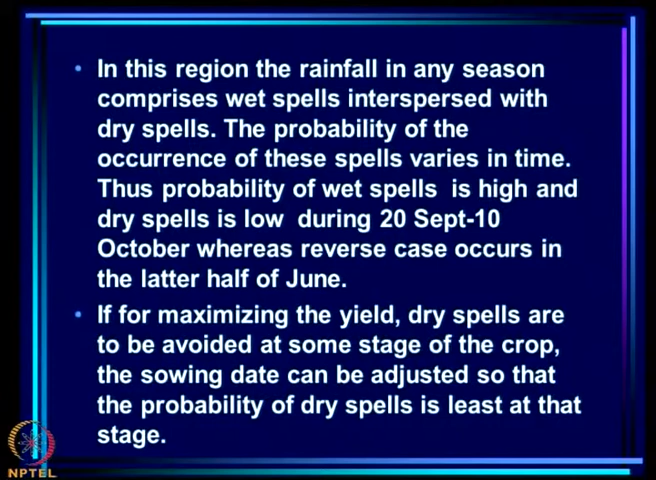 • In this region the rainfall in any season
comprises wet spells interspersed with
dry spells. The probability of the
occurrence of these spells varies in time.
Thus probability of wet spells is high and
dry spells is low during 20 Sept-10
October whereas reverse case occurs in
the latter half of June.
• If for maximizing the yield, dry spells are
to be avoided at some stage of the crop,
the sowing date can be adjusted so that
the probability of dry spells is least at that
stage.
NPTEL